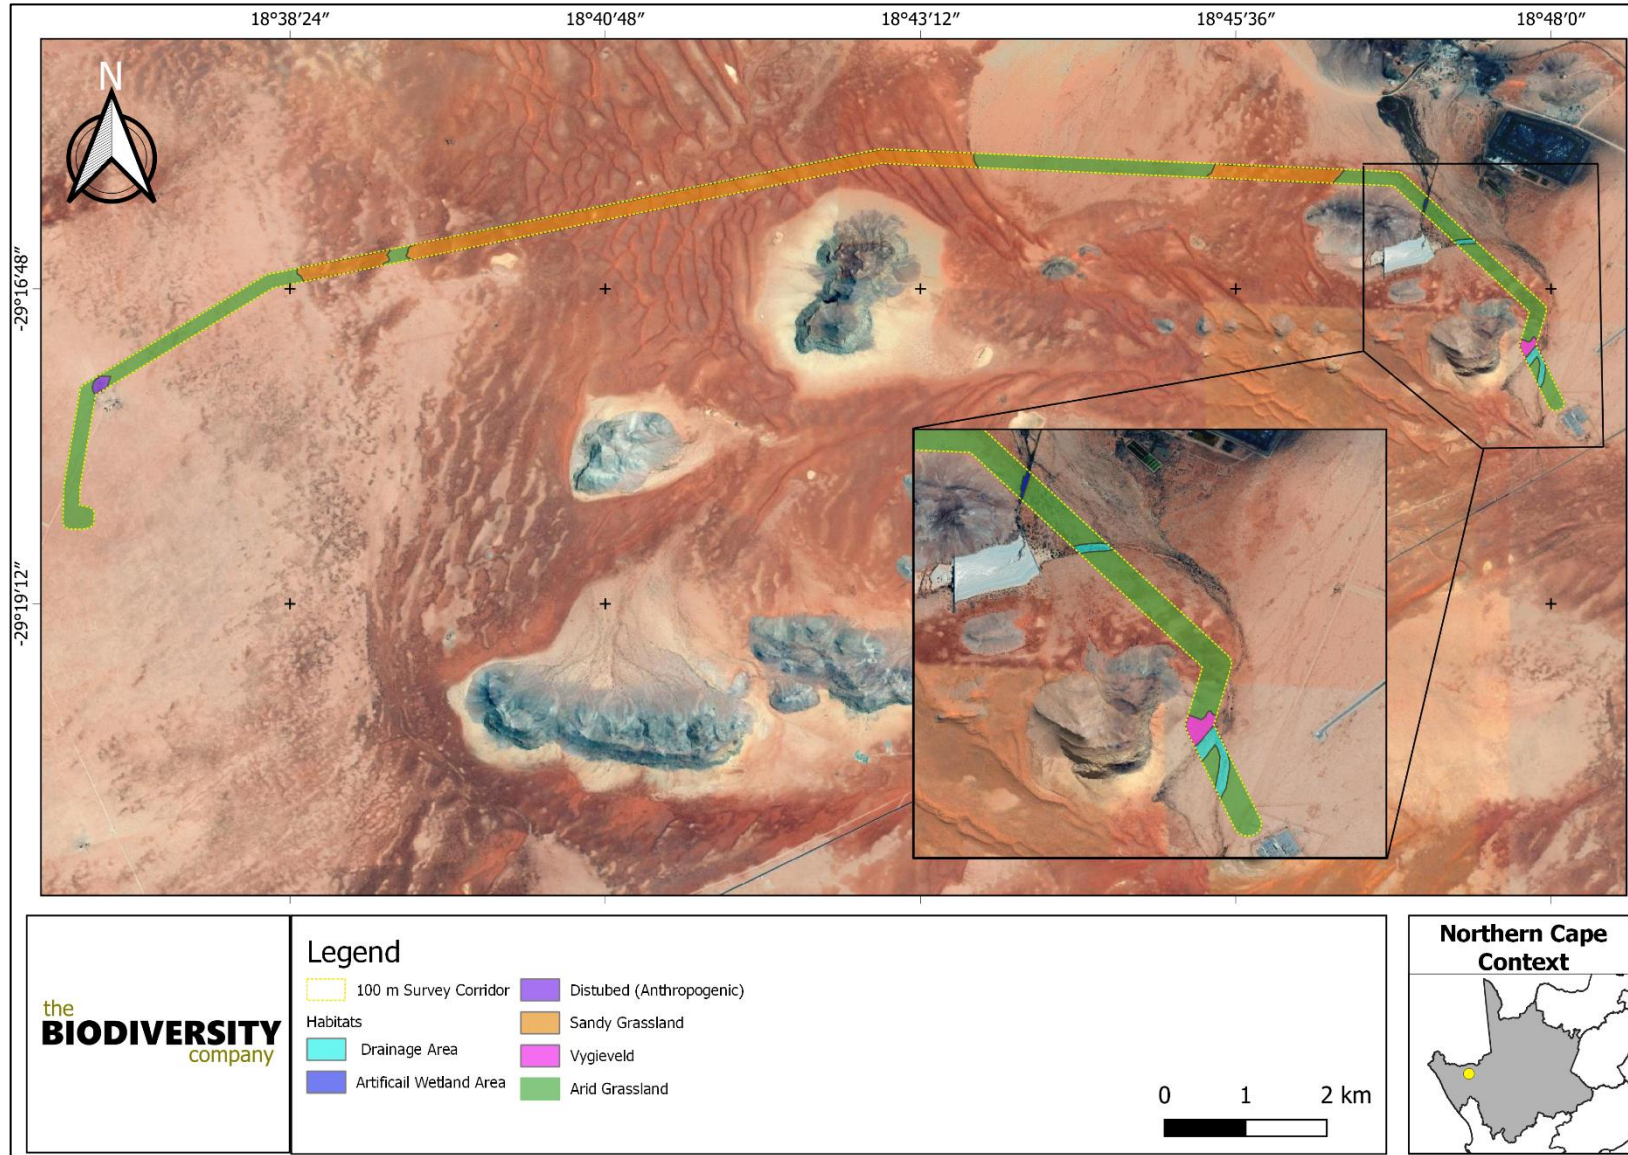 18°38′24″ 18°40′48″ 18°43′12″ 18°45′36″ 18°48′0″
N
-29°16′48″
-29°19′12″
the
BIODIVERSITY
company
Legend
100 m Survey Corridor
Habitats
Drainage Area
Artificail Wetland Area
Distubed (Anthropogenic)
Sandy Grassland
Vygieveld
Arid Grassland
0 1 2 km
Northern Cape
Context